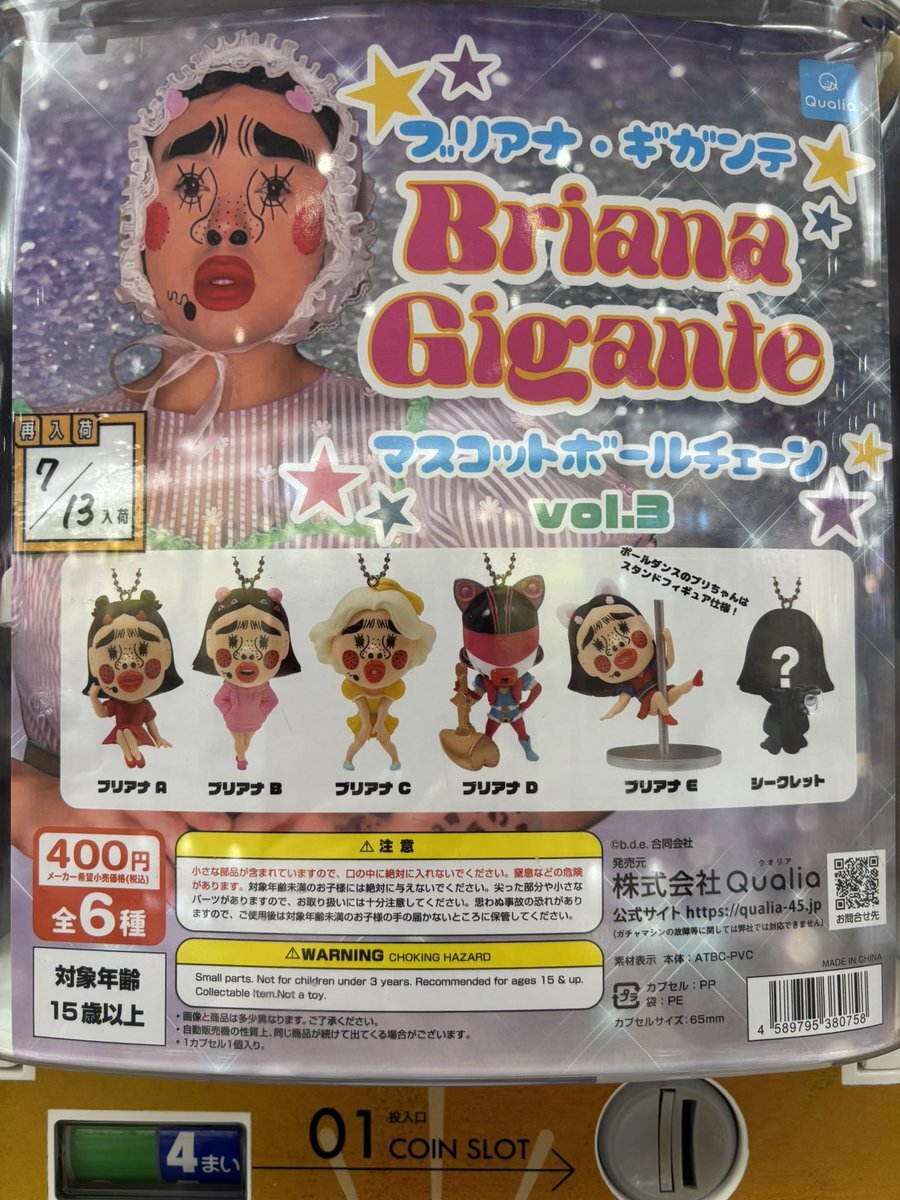 Qualia
ブリアナ・ギガンテ
Briana
Gigante
再入荷
7/13 入荷
マスコットボールチェーン
vol.3
ポールダンスのブリちゃんは
スタンドフィギュア仕様！
?
ブリアナ A
ブリアナ B
ブリアナ C
ブリアナ D
ブリアナ E
シークレット
400円
メーカー希望小売価格(税込)
全6種
対象年齢
15歳以上
⚠注意
小さな部品が含まれていますので、口の中に絶対に入れないでください。窒息などの危険
があります。対象年齢未満のお子様には絶対に与えないでください。尖った部分や小さな
パーツがありますので、お取り扱いには十分注意してください。思わぬ事故の恐れがあり
ますので、ご使用後は対象年齢未満のお子様の手の届かないところに保管してください。
⚠WARNING CHOKING HAZARD
Small parts. Not for children under 3 years. Recommended for ages 15 & up.
Collectable Item.Not a toy.
• 画像と商品は多少異なります。ご了承ください。
• 自動販売機の性質上、同じ商品が続けて出てくる場合がございます。
• 1カプセル1個入り。
©b.d.e. 合同会社
発売元
クオリア
株式会社Qualia
公式サイト https://qualia-45.jp
(ガチャマシンの故障等に関しては弊社では対応できません)
お問合せ先
素材表示 本体：ATBC-PVC
MADE IN CHINA
プラ
カプセル：PP
袋：PE
カプセルサイズ：65mm
4 589795 380758
4まい
01
投入口
COIN SLOT